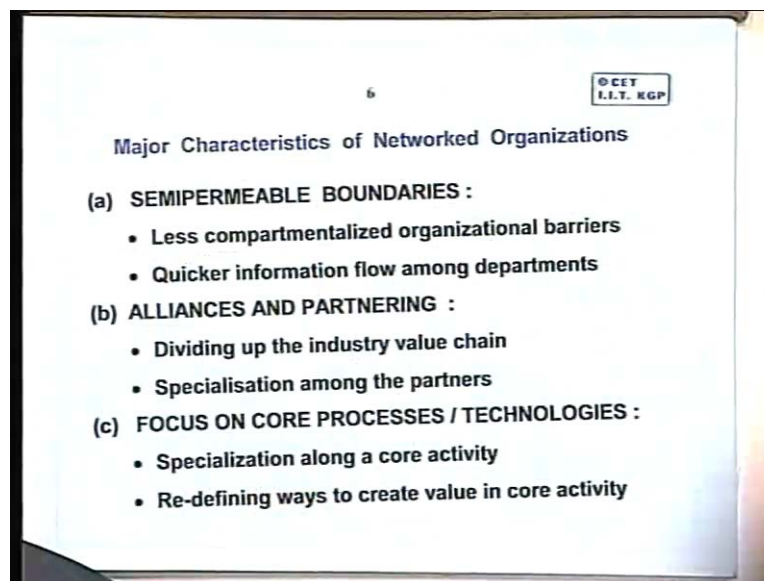 6
© CET
I.I.T. KGP
Major Characteristics of Networked Organizations
(a) SEMIPERMEABLE BOUNDARIES :
• Less compartmentalized organizational barriers
• Quicker information flow among departments
(b) ALLIANCES AND PARTNERING :
• Dividing up the industry value chain
• Specialisation among the partners
(c) FOCUS ON CORE PROCESSES / TECHNOLOGIES :
• Specialization along a core activity
• Re-defining ways to create value in core activity